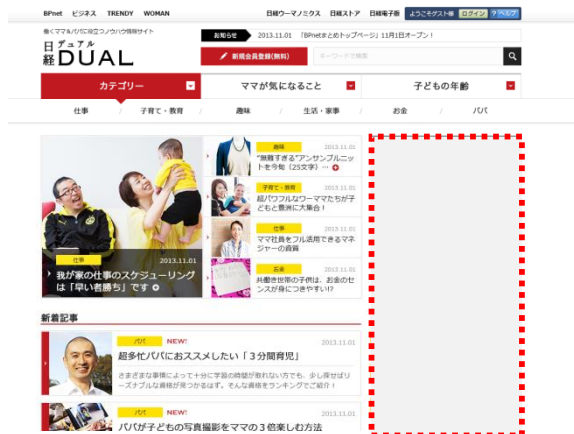 BPnet ビジネス TRENDY WOMAN 日経ウーマノミクス 日経ストア 日経電子版 ようこそゲスト様 ログイン ? ヘルプ
働くママ&パパに役立つノウハウ情報サイト
日経デュアル DUAL
お知らせ 2013.11.01 「BPnetまとめトップページ」11月1日オープン!
新規会員登録(無料) キーワードで検索
カテゴリー ママが気になること 子どもの年齢
仕事 / 子育て・教育 / 趣味 / 生活・家事 / お金 / パパ
仕事 2013.11.01
我が家の仕事のスケジューリングは「早い者勝ち」です
趣味 2013.11.01
"無難すぎる"アンサンブルニットを今旬(25文字)…
子育て・教育 2013.11.01
超パワフルなワーママたちが子どもと豊洲に大集合!
仕事 2013.11.01
ママ社員をフル活用できるマネジャーの資質
お金 2013.11.01
共働き世帯の子供は、お金のセンスが身につきやすい!?
新着記事
パパ NEW! 2013.11.01
超多忙パパにおススメしたい「3分間育児」
さまざまな事情によって十分に学習の時間が取れない方でも、少し探せばリーズナブルな資格が見つかるはず。そんな資格をランキングでご紹介!
パパ NEW! 2013.11.01
パパが子どもの写真撮影をママの3倍楽しむ方法